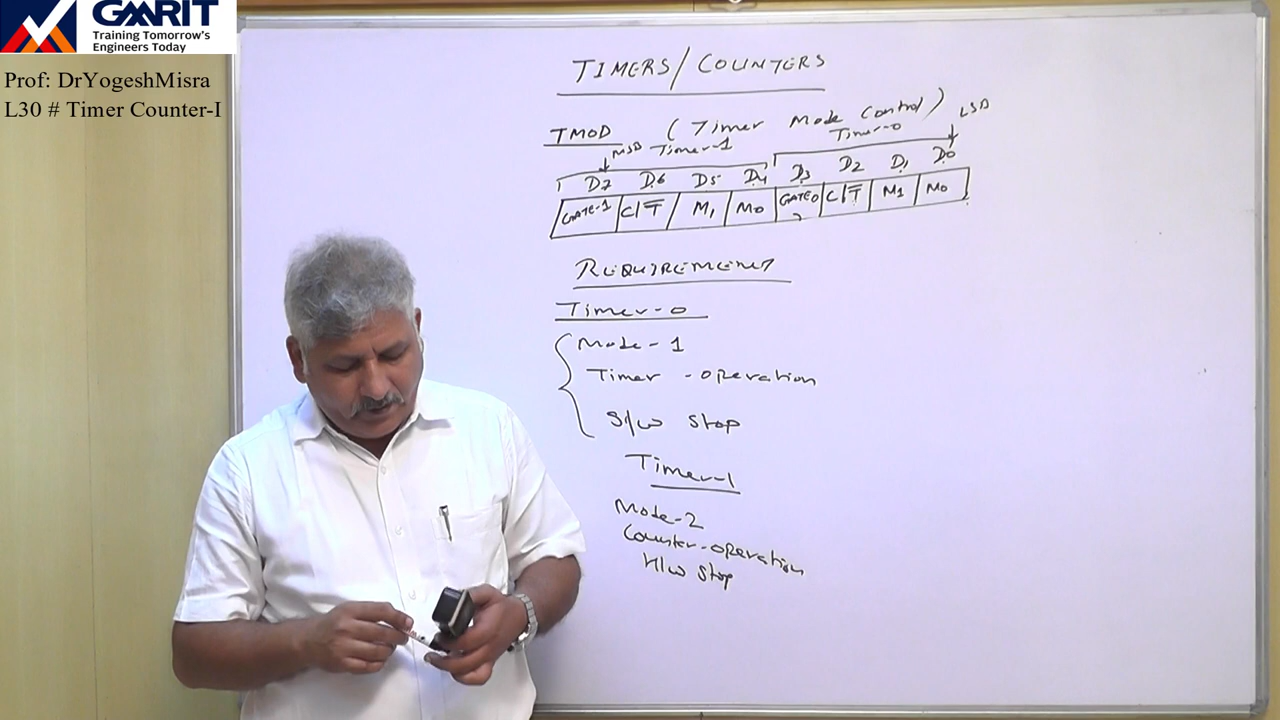 GMRIT
Training Tomorrow's
Engineers Today
Prof: DrYogeshMisra
L30 # Timer Counter-I
TIMERS/COUNTERS
TMOD (Timer Mode Control)
MSB Timer-1 Timer-0 LSB
D7 D6 D5 D4 D3 D2 D1 D0
GATE-1 C/T̅ M1 M0 GATE0 C/T̅ M1 M0
REQUIREMENT
Timer-0
Mode-1
Timer-operation
S/W Stop
Timer-1
Mode-2
Counter-operation
H/W Stop